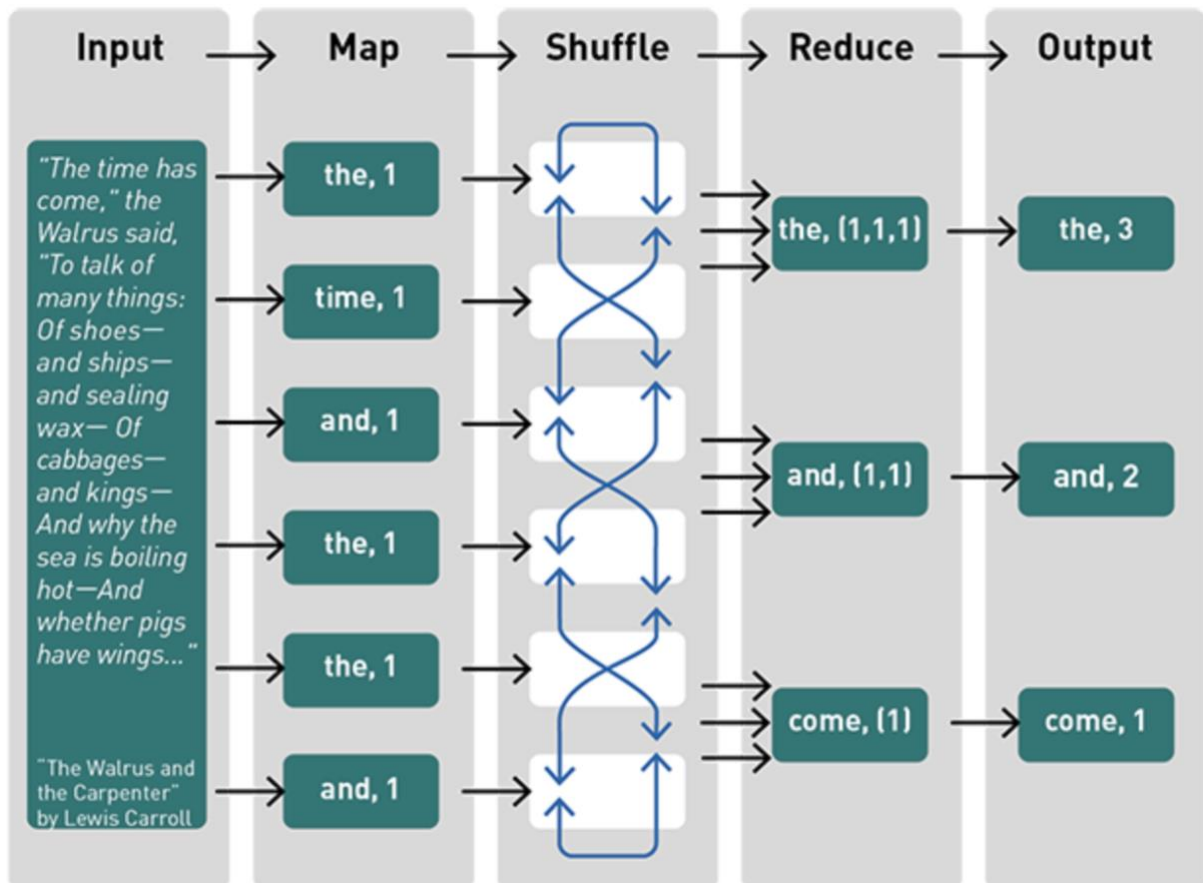 Input
Map
Shuffle
Reduce
Output
"The time has
come," the
Walrus said,
"To talk of
many things:
Of shoes—
and ships—
and sealing
wax— Of
cabbages—
and kings—
And why the
sea is boiling
hot—And
whether pigs
have wings..."
"The Walrus and
the Carpenter"
by Lewis Carroll
the, 1
time, 1
and, 1
the, 1
the, 1
and, 1
the, (1,1,1)
and, (1,1)
come, (1)
the, 3
and, 2
come, 1